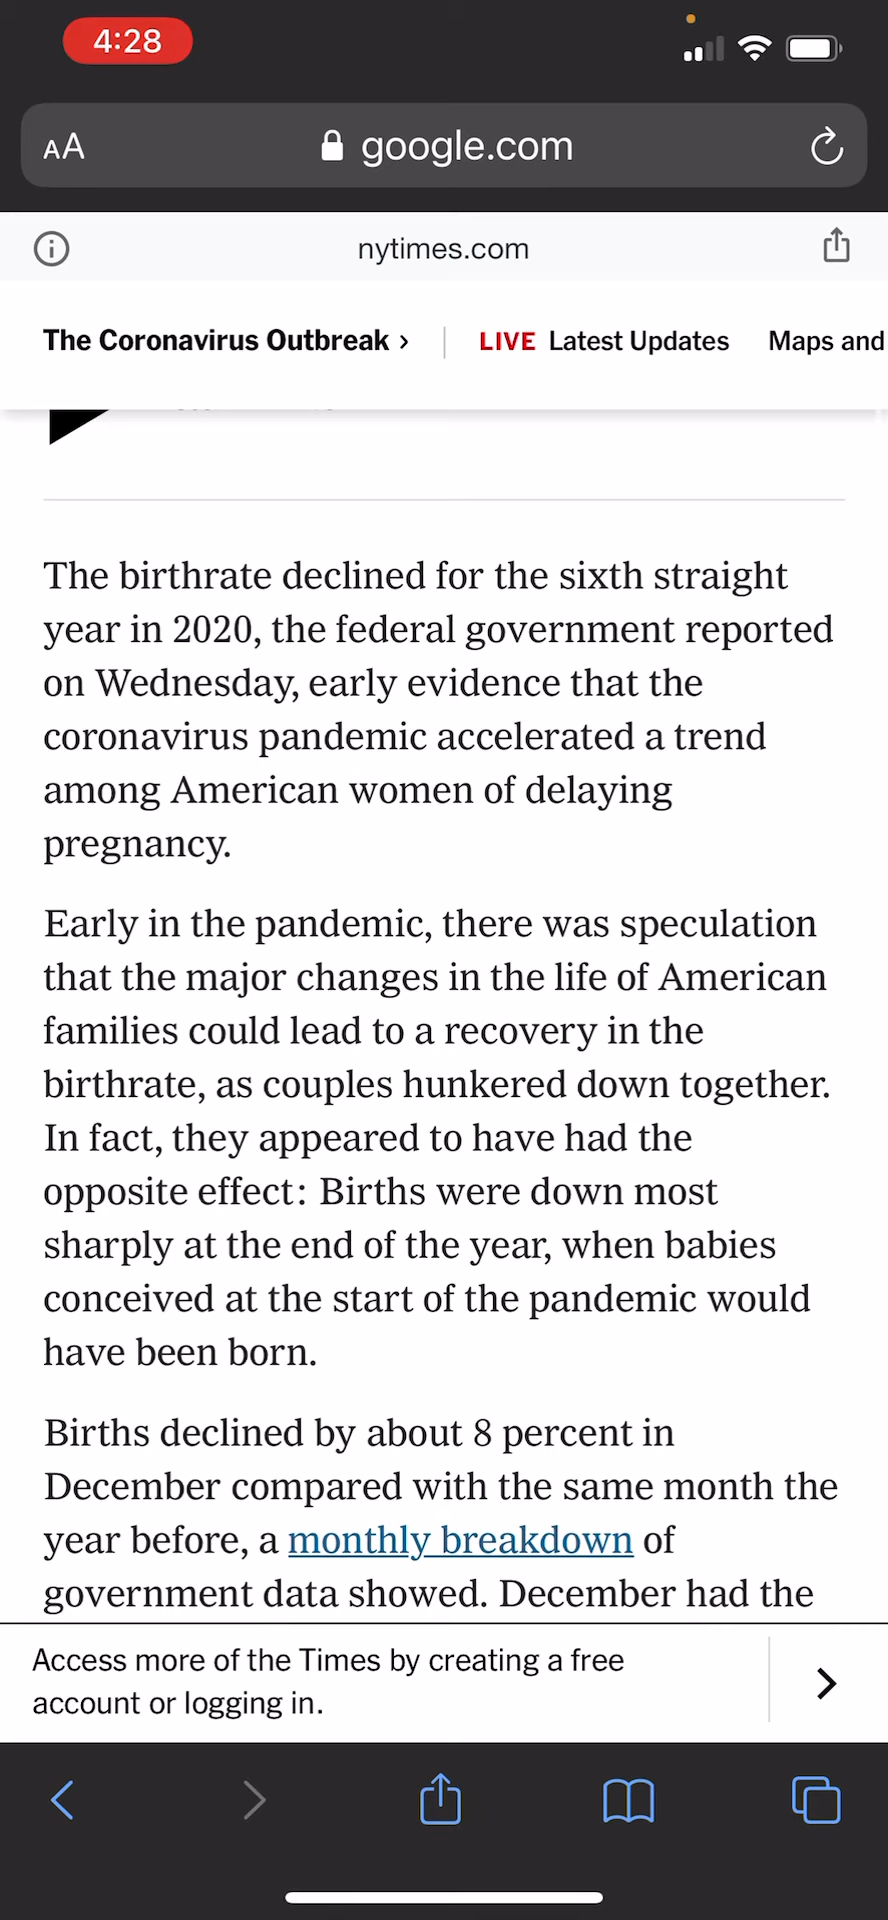 4:28
AA google.com
nytimes.com
The Coronavirus Outbreak › LIVE Latest Updates Maps and
The birthrate declined for the sixth straight
year in 2020, the federal government reported
on Wednesday, early evidence that the
coronavirus pandemic accelerated a trend
among American women of delaying
pregnancy.
Early in the pandemic, there was speculation
that the major changes in the life of American
families could lead to a recovery in the
birthrate, as couples hunkered down together.
In fact, they appeared to have had the
opposite effect: Births were down most
sharply at the end of the year, when babies
conceived at the start of the pandemic would
have been born.
Births declined by about 8 percent in
December compared with the same month the
year before, a monthly breakdown of
government data showed. December had the
Access more of the Times by creating a free
account or logging in.